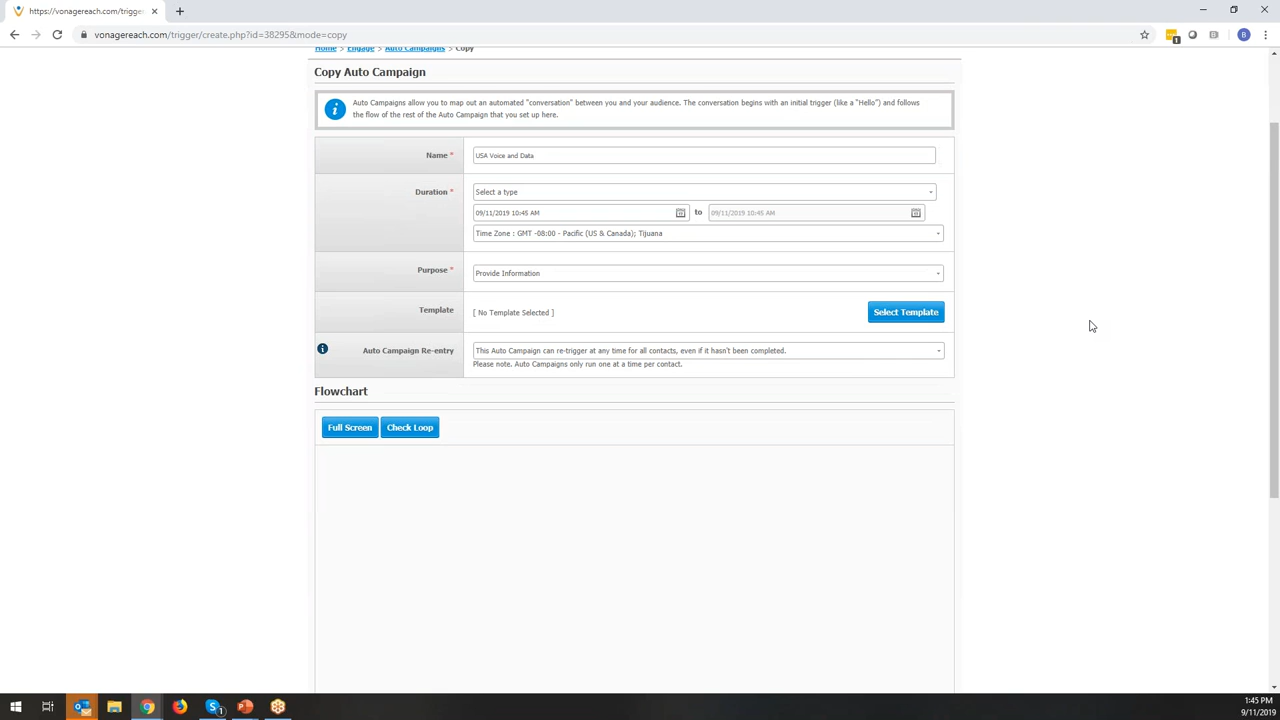 https://vonagereach.com/trigge
vonagereach.com/trigger/create.php?id=38295&mode=copy
1
B
Home > Engage > Auto Campaigns > Copy
Copy Auto Campaign
Auto Campaigns allow you to map out an automated "conversation" between you and your audience. The conversation begins with an initial trigger (like a "Hello") and follows
the flow of the rest of the Auto Campaign that you set up here.
Name *
USA Voice and Data
Duration *
Select a type
09/11/2019 10:45 AM
to
09/11/2019 10:45 AM
Time Zone : GMT -08:00 - Pacific (US & Canada); Tijuana
Purpose *
Provide Information
Template
[ No Template Selected ]
Select Template
Auto Campaign Re-entry
This Auto Campaign can re-trigger at any time for all contacts, even if it hasn't been completed.
Please note. Auto Campaigns only run one at a time per contact.
Flowchart
Full Screen
Check Loop
1:45 PM
9/11/2019